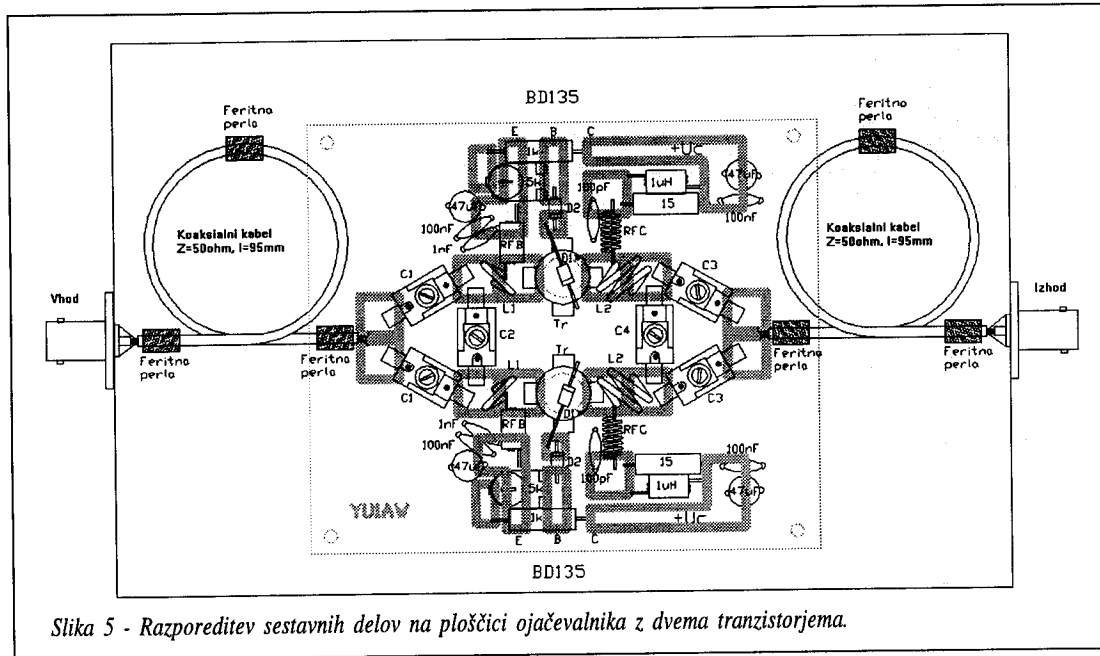 BD135
Feritna
perla
Feritna
perla
E B C
1k
+Uc
5k
47uF
100nF
1nF
D2
RFB
100pF
1uH
15
47uF
100nF
RFC
Koaksialni kabel
Z=50ohm, l=95mm
Koaksialni kabel
Z=50ohm, l=95mm
Vhod
Izhod
C1
L1
D1
Tr
L2
C3
C2
C4
Feritna
perla
Feritna
perla
Feritna
perla
Feritna
perla
C1
L1
Tr
D1
L2
C3
1nF
RFB
RFC
100nF
47uF
5k
D2
100pF
15
1uH
100nF
47uF
1k
+Uc
YU1AW
E B C
BD135
Slika 5 - Razporeditev sestavnih delov na ploščici ojačevalnika z dvema tranzistorjema.